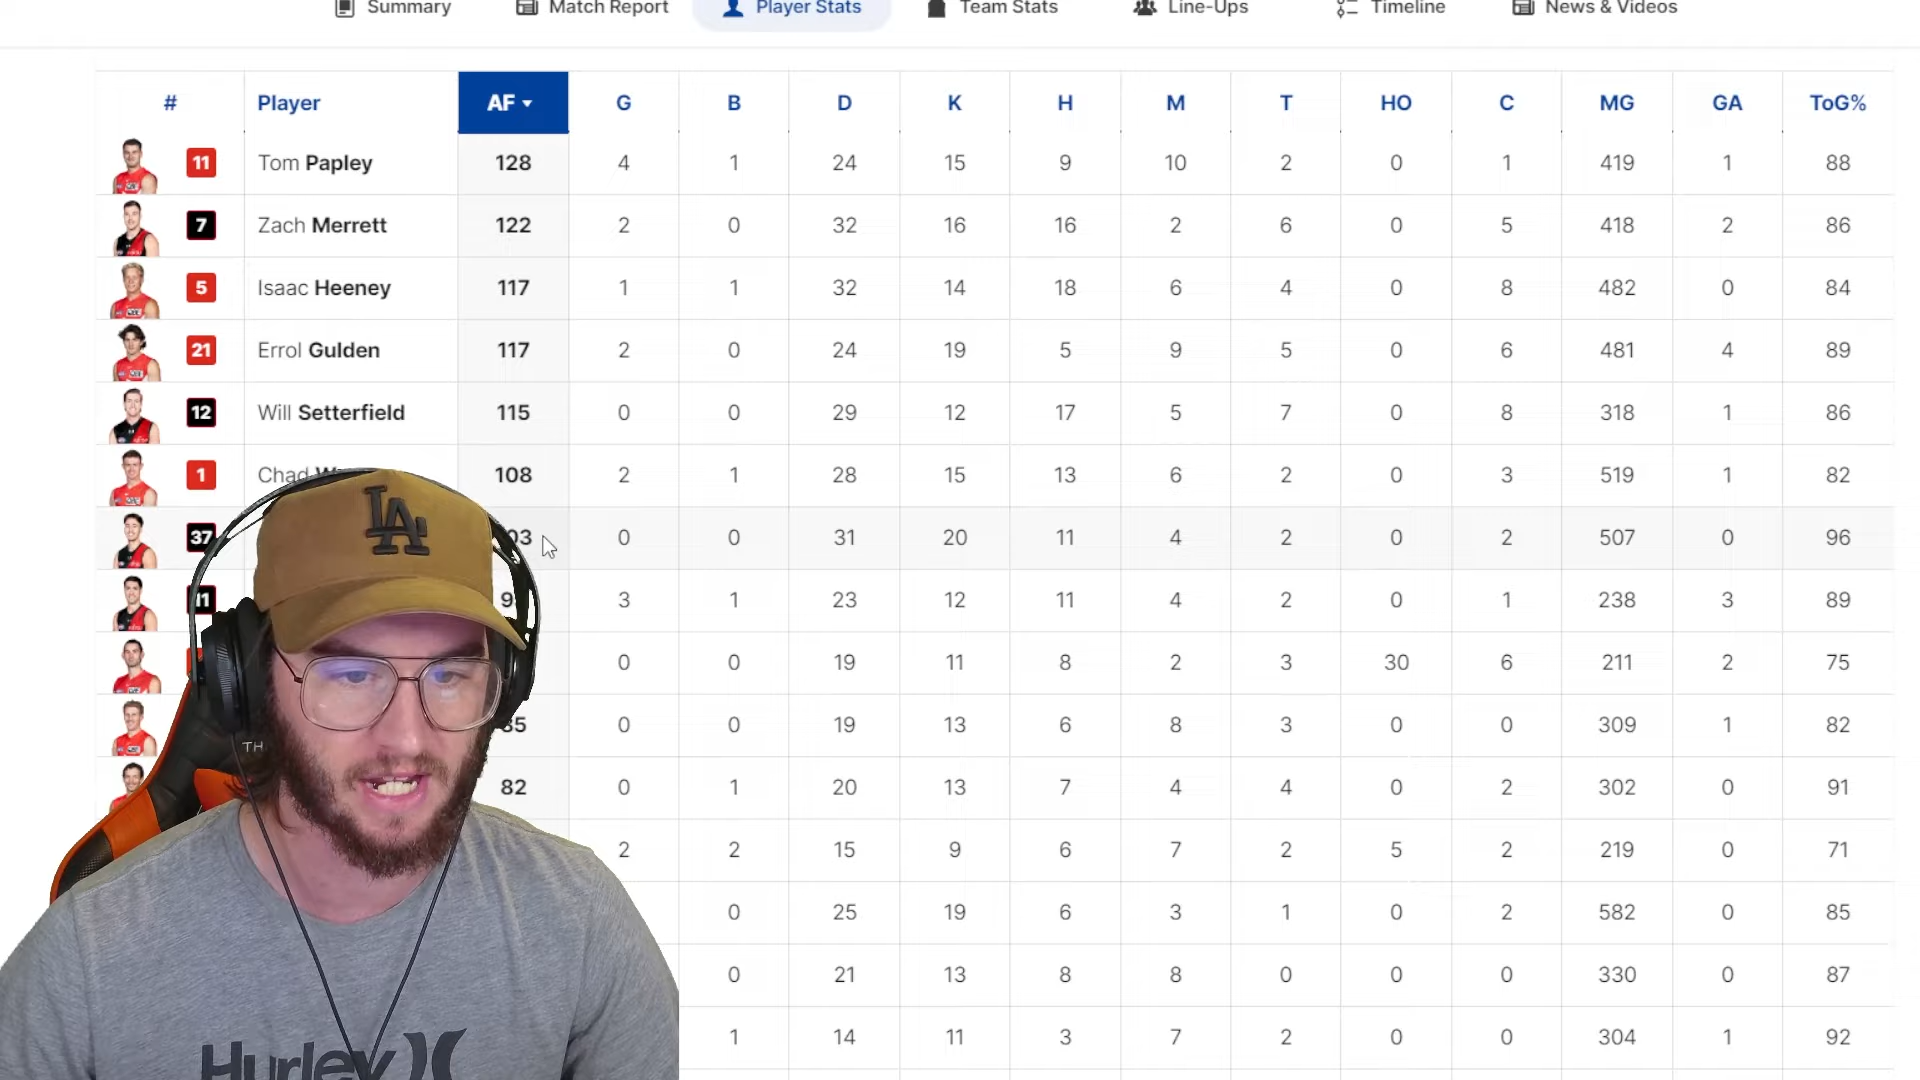 Summary Match Report Player Stats Team Stats Line-Ups Timeline News & Videos
# Player AF G B D K H M T HO C MG GA ToG%
11 Tom Papley 128 4 1 24 15 9 10 2 0 1 419 1 88
7 Zach Merrett 122 2 0 32 16 16 2 6 0 5 418 2 86
5 Isaac Heeney 117 1 1 32 14 18 6 4 0 8 482 0 84
21 Errol Gulden 117 2 0 24 19 5 9 5 0 6 481 4 89
12 Will Setterfield 115 0 0 29 12 17 5 7 0 8 318 1 86
1 Chad 108 2 1 28 15 13 6 2 0 3 519 1 82
37 0 0 31 20 11 4 2 0 2 507 0 96
LA
11 3 1 23 12 11 4 2 0 1 238 3 89
0 0 19 11 8 2 3 30 6 211 2 75
0 0 19 13 6 8 3 0 0 309 1 82
TH
82 0 1 20 13 7 4 4 0 2 302 0 91
2 2 15 9 6 7 2 5 2 219 0 71
0 25 19 6 3 1 0 2 582 0 85
0 21 13 8 8 0 0 0 330 0 87
1 14 11 3 7 2 0 0 304 1 92
Hurley